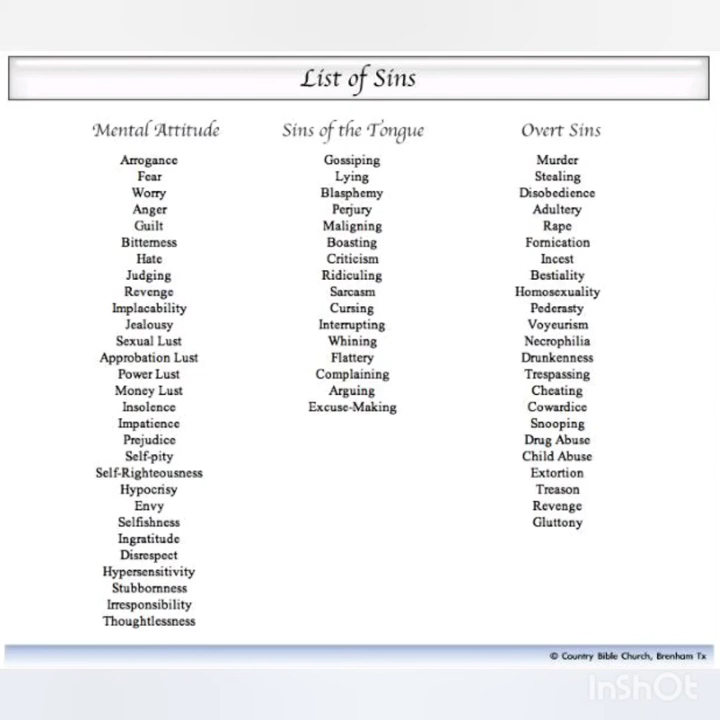 List of Sins
Mental Attitude
Arrogance
Fear
Worry
Anger
Guilt
Bitterness
Hate
Judging
Revenge
Implacability
Jealousy
Sexual Lust
Approbation Lust
Power Lust
Money Lust
Insolence
Impatience
Prejudice
Self-pity
Self-Righteousness
Hypocrisy
Envy
Selfishness
Ingratitude
Disrespect
Hypersensitivity
Stubbornness
Irresponsibility
Thoughtlessness
Sins of the Tongue
Gossiping
Lying
Blasphemy
Perjury
Maligning
Boasting
Criticism
Ridiculing
Sarcasm
Cursing
Interrupting
Whining
Flattery
Complaining
Arguing
Excuse-Making
Overt Sins
Murder
Stealing
Disobedience
Adultery
Rape
Fornication
Incest
Bestiality
Homosexuality
Pederasty
Voyeurism
Necrophilia
Drunkenness
Trespassing
Cheating
Cowardice
Snooping
Drug Abuse
Child Abuse
Extortion
Treason
Revenge
Gluttony
© Country Bible Church, Brenham Tx
InShOt